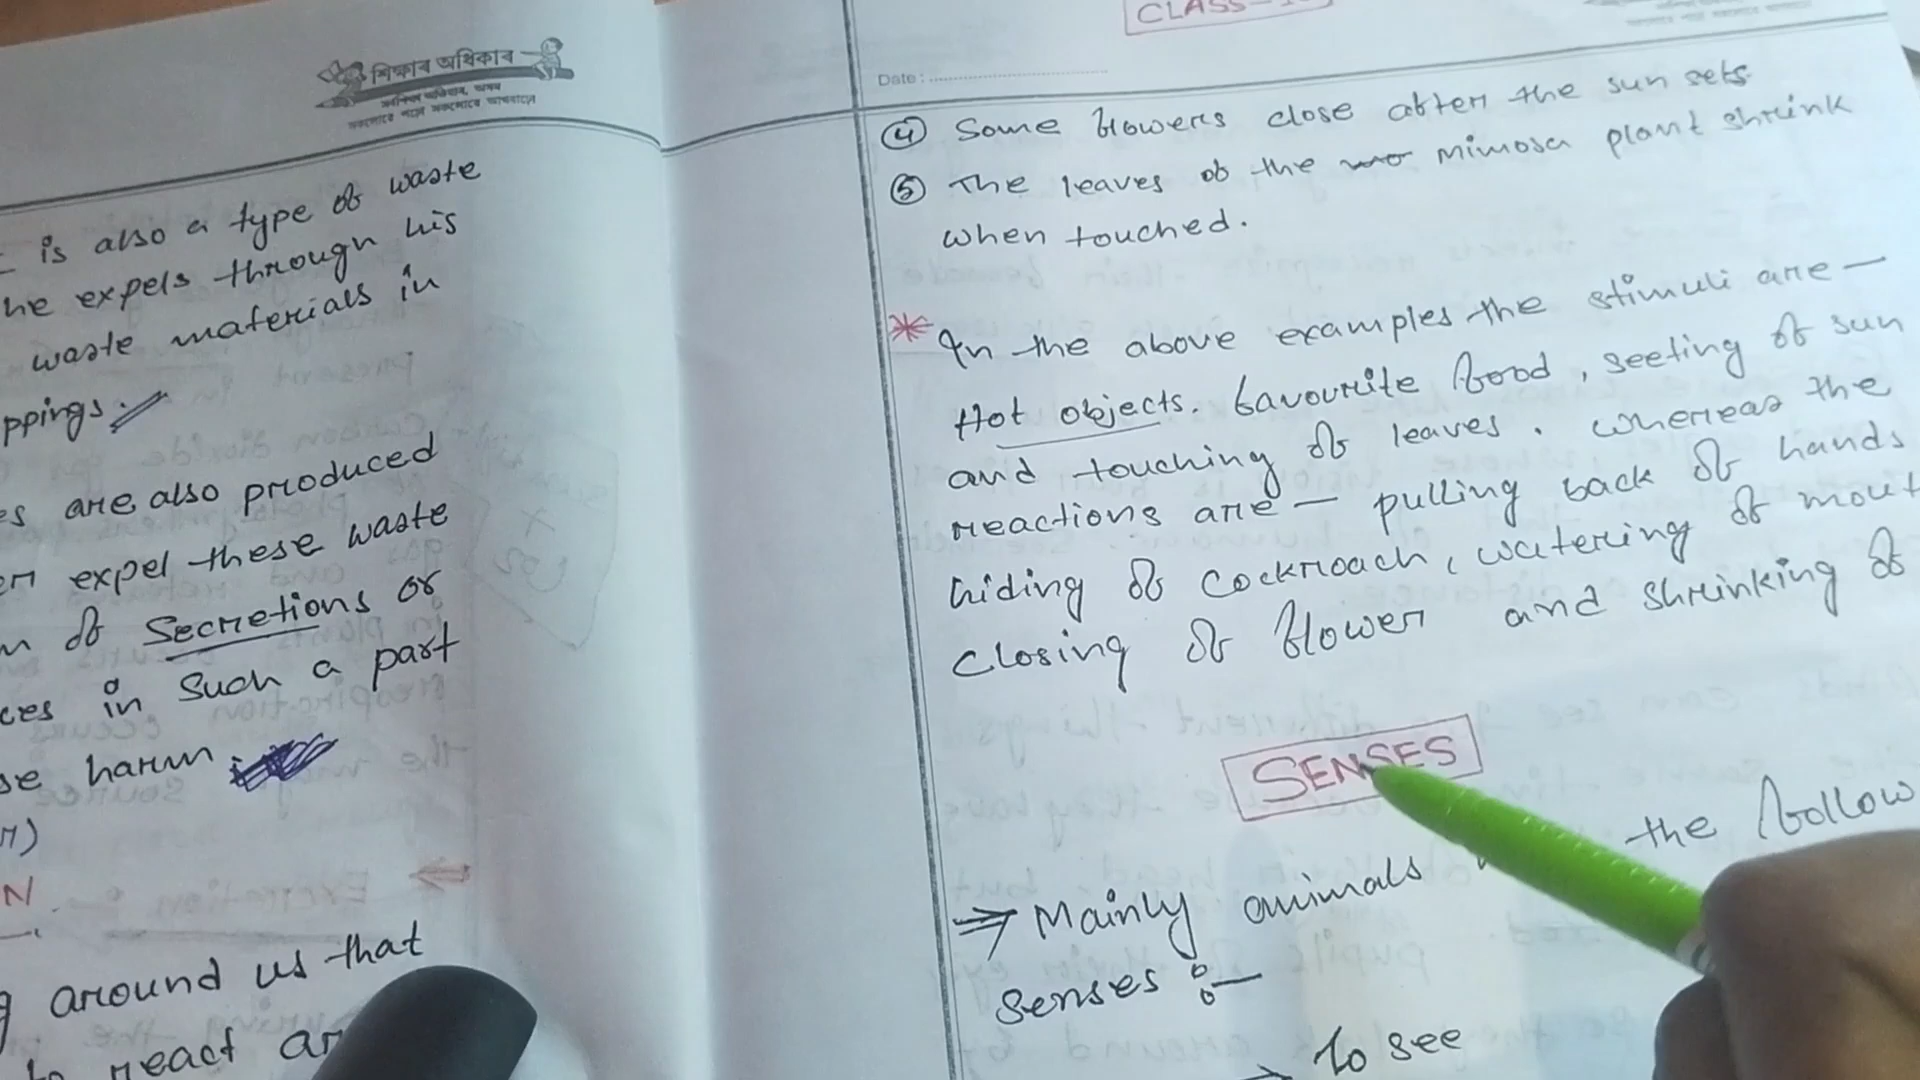 শিক্ষাৰ অধিকাৰ
is also a type of waste
he expels through his
waste materials in
ppings.
es are also produced
expel these waste
of Secretions or
ces in such a part
se harm
N
around us that
react
CLASS-
Date :
④ Some flowers close after the sun sets
⑤ The leaves of the mimosa plant shrink
when touched.
* In the above examples the stimuli are —
Hot objects, favourite food, seeting of sun
and touching of leaves. Whereas the
reactions are — pulling back of hands
hiding of cockroach, watering of mout
closing of flower and shrinking of
SENSES
⇒ Mainly animals the follow
senses :—
→ To see